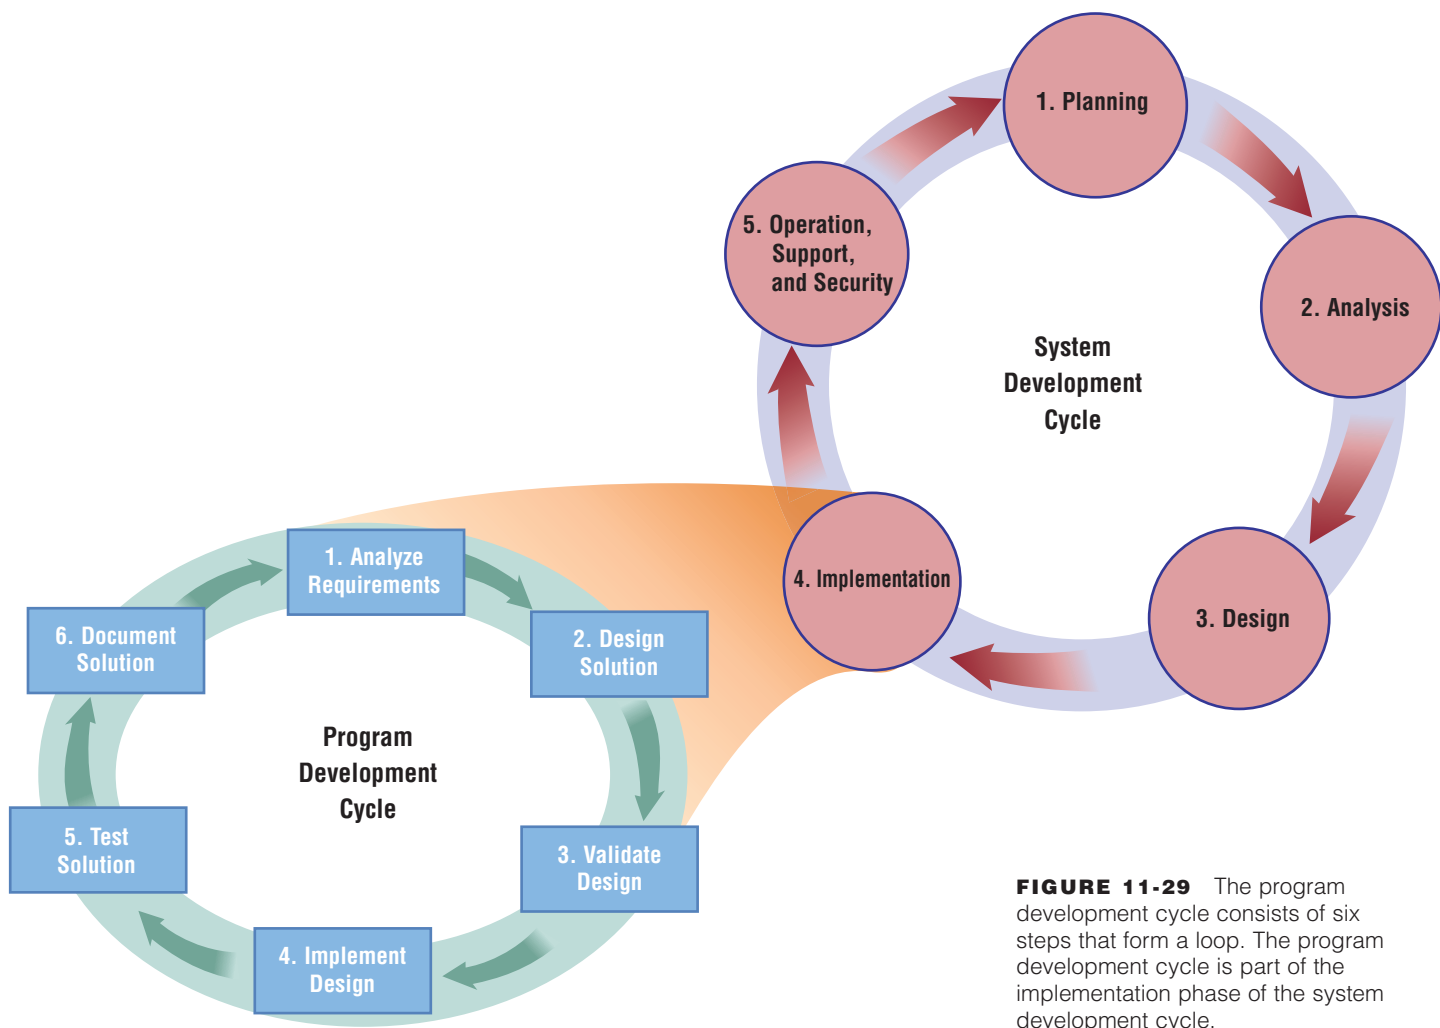 1. Planning
2. Analysis
3. Design
4. Implementation
5. Operation,
Support,
and Security
System
Development
Cycle
1. Analyze
Requirements
2. Design
Solution
3. Validate
Design
4. Implement
Design
5. Test
Solution
6. Document
Solution
Program
Development
Cycle
FIGURE 11-29 The program
development cycle consists of six
steps that form a loop. The program
development cycle is part of the
implementation phase of the system
development cycle.